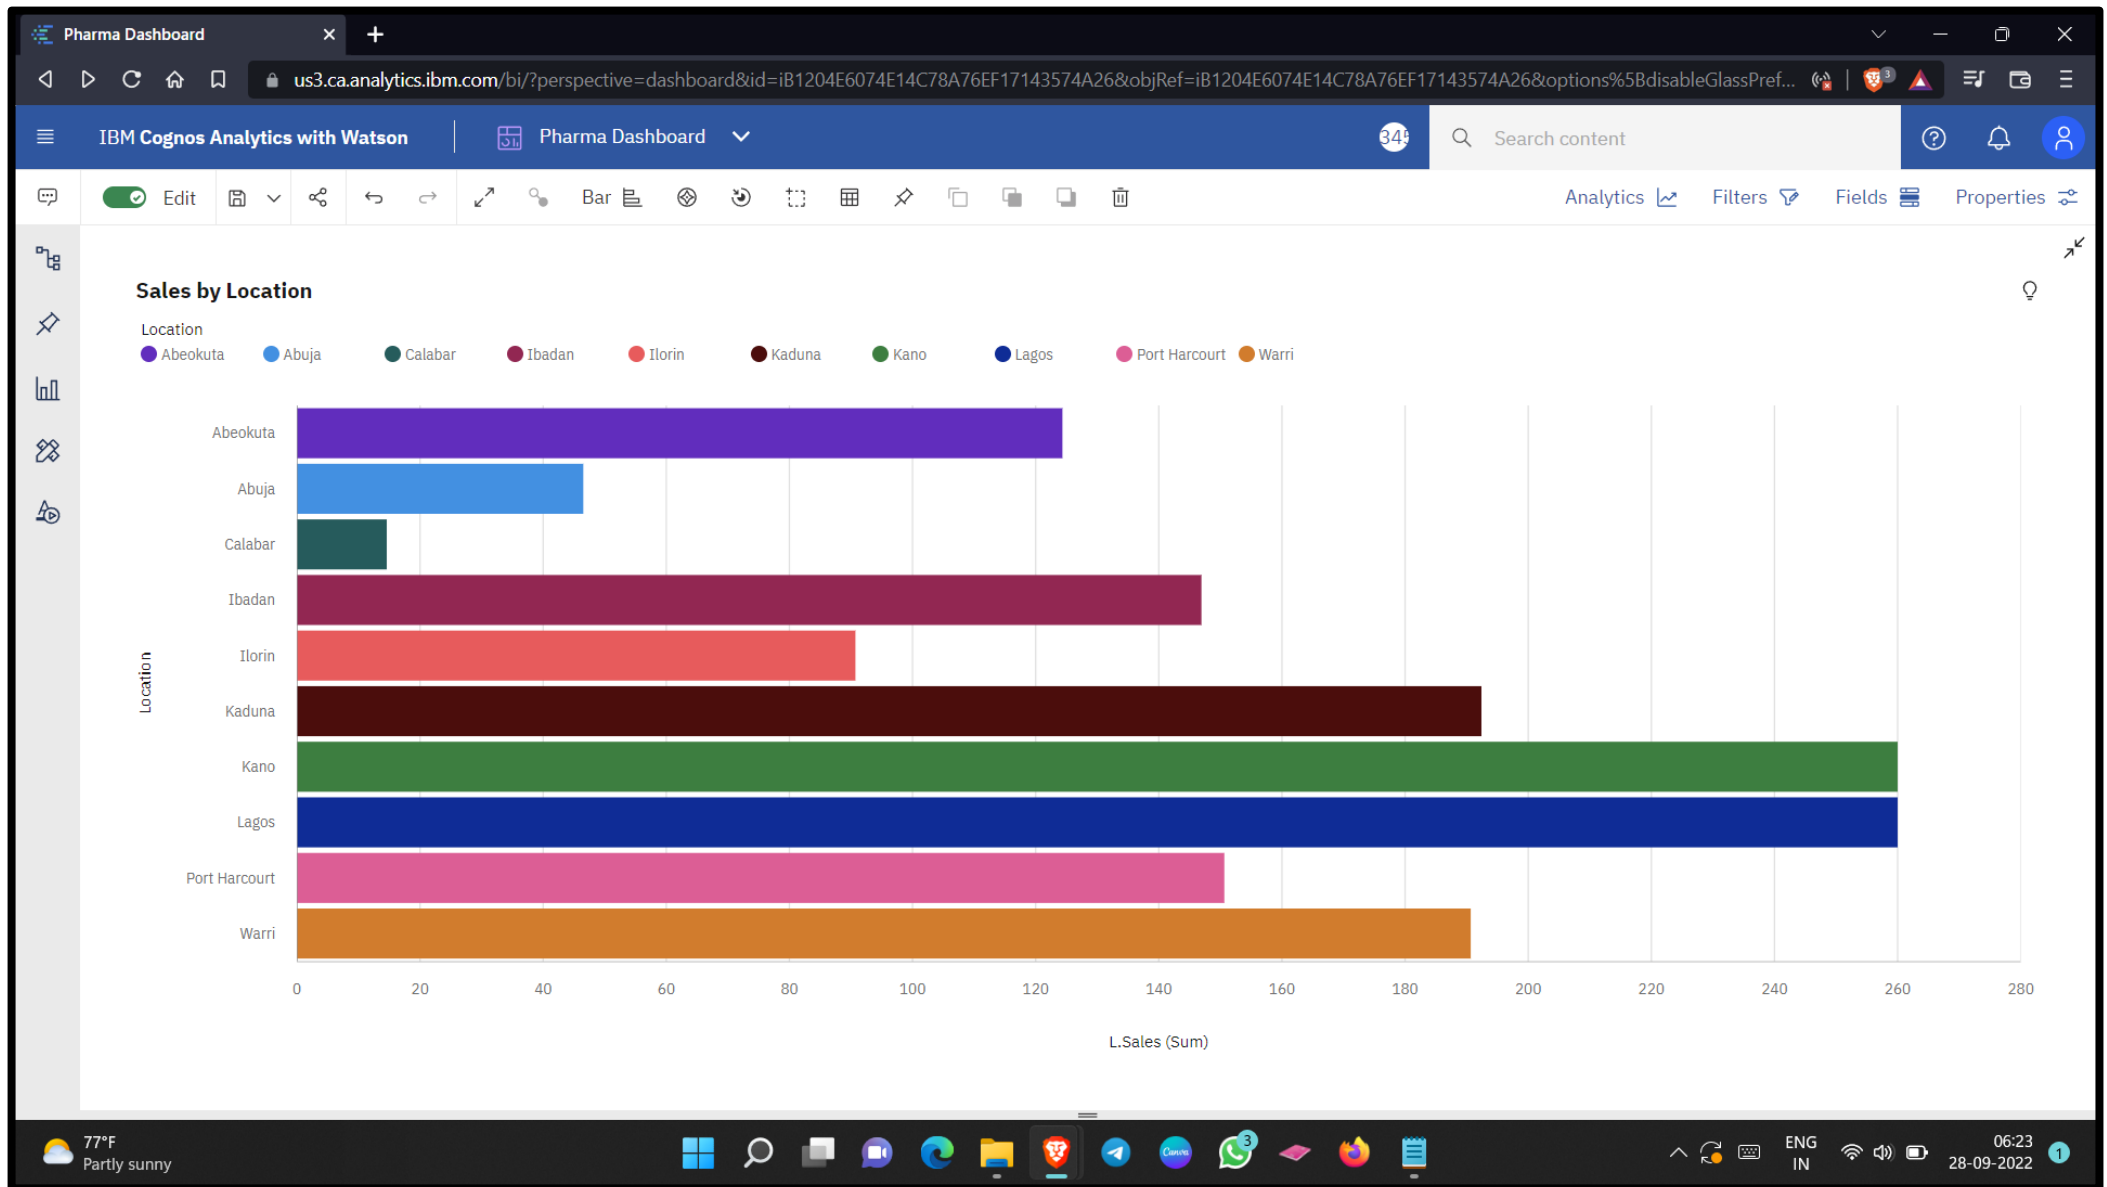 Pharma Dashboard
us3.ca.analytics.ibm.com/bi/?perspective=dashboard&id=iB1204E6074E14C78A76EF17143574A26&objRef=iB1204E6074E14C78A76EF17143574A26&options%5BdisableGlassPref...
3
IBM Cognos Analytics with Watson
Pharma Dashboard
Search content
Edit
Bar
Analytics
Filters
Fields
Properties
Sales by Location
Location
Abeokuta Abuja Calabar Ibadan Ilorin Kaduna Kano Lagos Port Harcourt Warri
Location
Abeokuta
Abuja
Calabar
Ibadan
Ilorin
Kaduna
Kano
Lagos
Port Harcourt
Warri
0 20 40 60 80 100 120 140 160 180 200 220 240 260 280
L.Sales (Sum)
77°F
Partly sunny
Canva
3
ENG
IN
06:23
28-09-2022
1